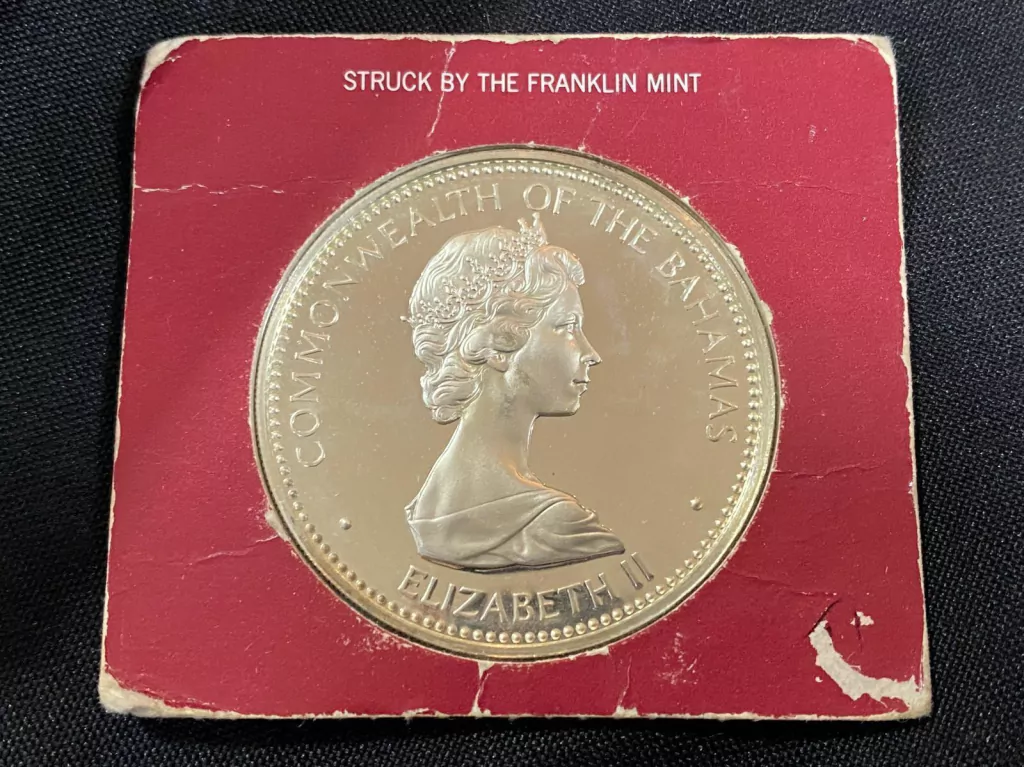 STRUCK BY THE FRANKLIN MINT
COMMONWEALTH OF THE BAHAMAS
ELIZABETH II